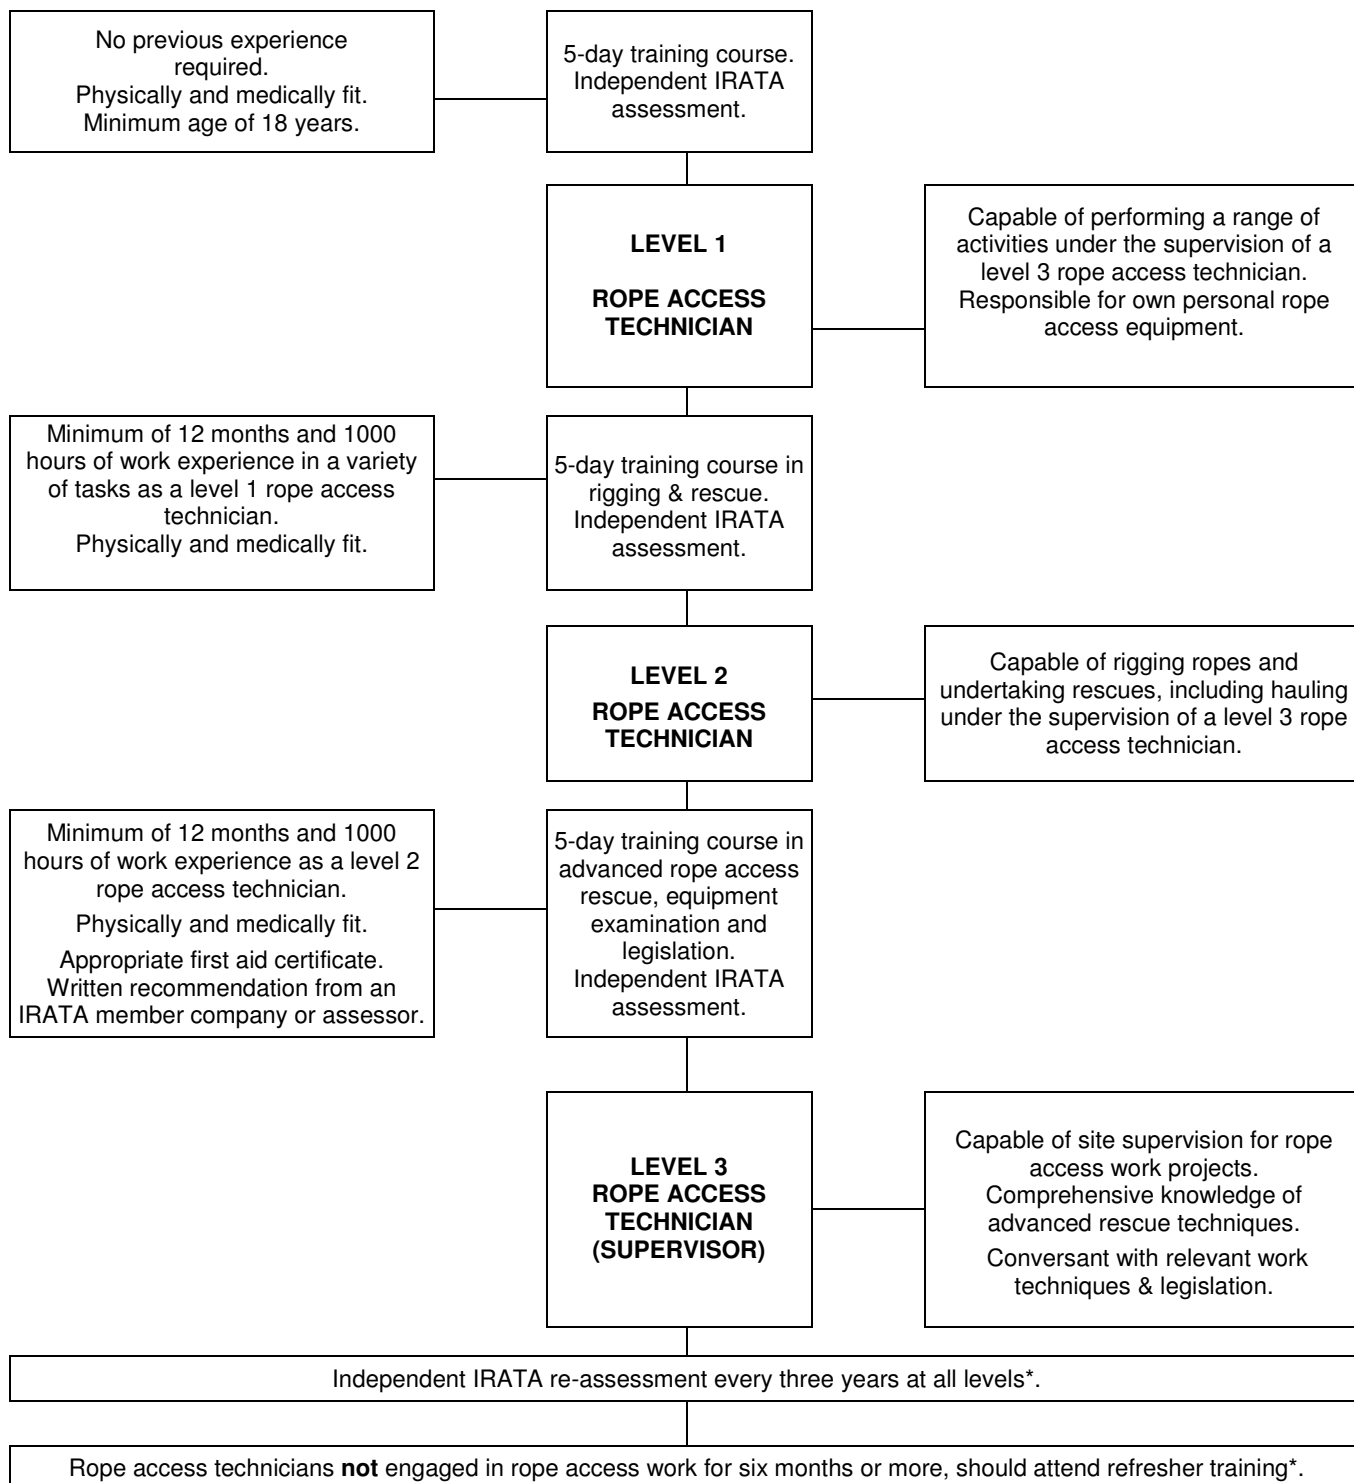 No previous experience
required.
Physically and medically fit.
Minimum age of 18 years.
5-day training course.
Independent IRATA
assessment.
LEVEL 1
ROPE ACCESS
TECHNICIAN
Capable of performing a range of
activities under the supervision of a
level 3 rope access technician.
Responsible for own personal rope
access equipment.
Minimum of 12 months and 1000
hours of work experience in a variety
of tasks as a level 1 rope access
technician.
Physically and medically fit.
5-day training course in
rigging & rescue.
Independent IRATA
assessment.
LEVEL 2
ROPE ACCESS
TECHNICIAN
Capable of rigging ropes and
undertaking rescues, including hauling
under the supervision of a level 3 rope
access technician.
Minimum of 12 months and 1000
hours of work experience as a level 2
rope access technician.
Physically and medically fit.
Appropriate first aid certificate.
Written recommendation from an
IRATA member company or assessor.
5-day training course in
advanced rope access
rescue, equipment
examination and
legislation.
Independent IRATA
assessment.
LEVEL 3
ROPE ACCESS
TECHNICIAN
(SUPERVISOR)
Capable of site supervision for rope
access work projects.
Comprehensive knowledge of
advanced rescue techniques.
Conversant with relevant work
techniques & legislation.
Independent IRATA re-assessment every three years at all levels*.
Rope access technicians not engaged in rope access work for six months or more, should attend refresher training*.